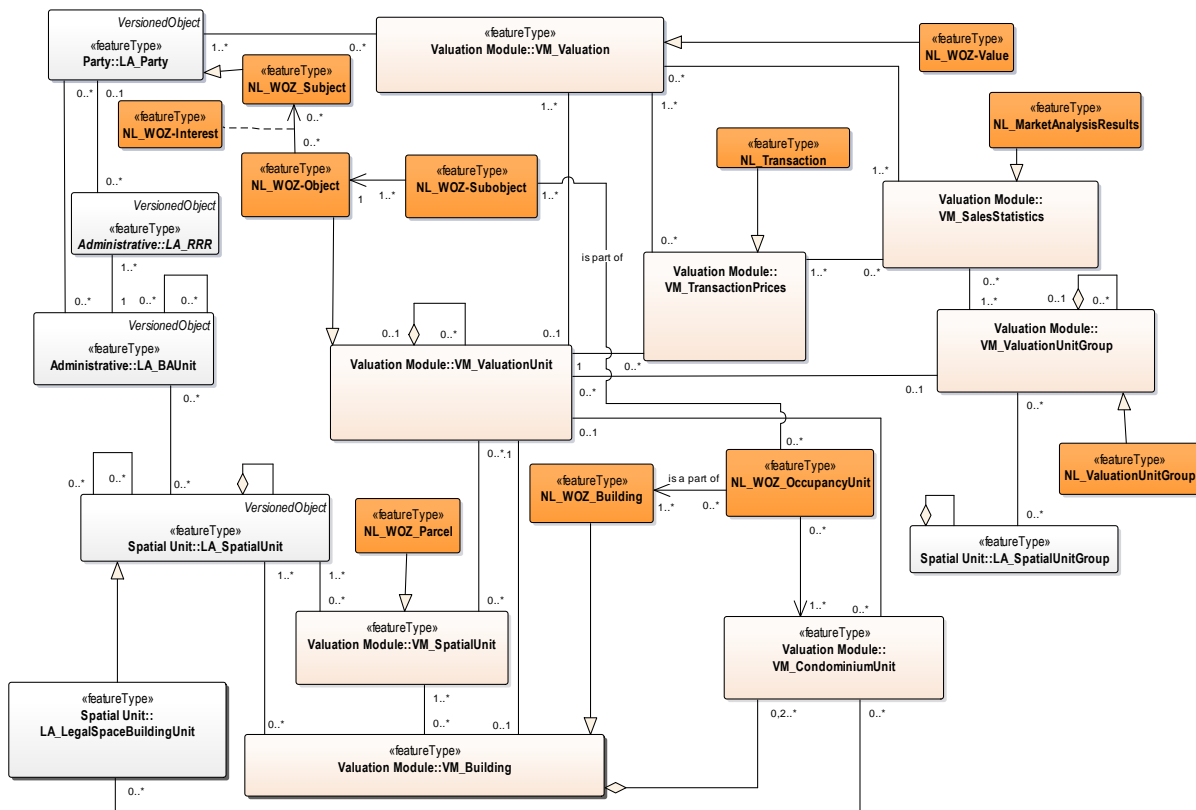 VersionedObject
«featureType»
Party::LA_Party
«featureType»
Valuation Module::VM_Valuation
«featureType»
NL_WOZ-Value
1..*
0..*
«featureType»
NL_WOZ_Subject
«featureType»
NL_WOZ-Interest
0..*
0..*
0..*
0..1
0..*
1..*
1..*
0..*
«featureType»
NL_MarketAnalysisResults
«featureType»
NL_Transaction
«featureType»
NL_WOZ-Object
1
1..*
«featureType»
NL_WOZ-Subobject
1..*
1..*
0..*
VersionedObject
«featureType»
Administrative::LA_RRR
Valuation Module::
VM_SalesStatistics
is part of
0..*
1..*
0..*
Valuation Module::
VM_TransactionPrices
1..*
1
0..*
0..*
0..*
0..*
1..*
0..1
0..*
VersionedObject
«featureType»
Administrative::LA_BAUnit
0..1
0..*
0..1
Valuation Module::VM_ValuationUnit
Valuation Module::
VM_ValuationUnitGroup
1
0..*
0..*
0..1
0..*
0..*
0..1
0..*
«featureType»
NL_ValuationUnitGroup
0..*
0..*
0..*
0..*
0..*.1
«featureType»
NL_WOZ_Building
is a part of
1..*
0..*
«featureType»
NL_WOZ_OccupancyUnit
VersionedObject
«featureType»
Spatial Unit::LA_SpatialUnit
«featureType»
NL_WOZ_Parcel
0..*
0..*
«featureType»
Spatial Unit::LA_SpatialUnitGroup
1..*
1..*
0..*
0..*
1..*
0..*
«featureType»
Valuation Module::VM_SpatialUnit
«featureType»
Valuation Module::
VM_CondominiumUnit
«featureType»
Spatial Unit::
LA_LegalSpaceBuildingUnit
1..*
0..*
0..*
0..1
0,2..*
0..*
«featureType»
Valuation Module::VM_Building
0..*